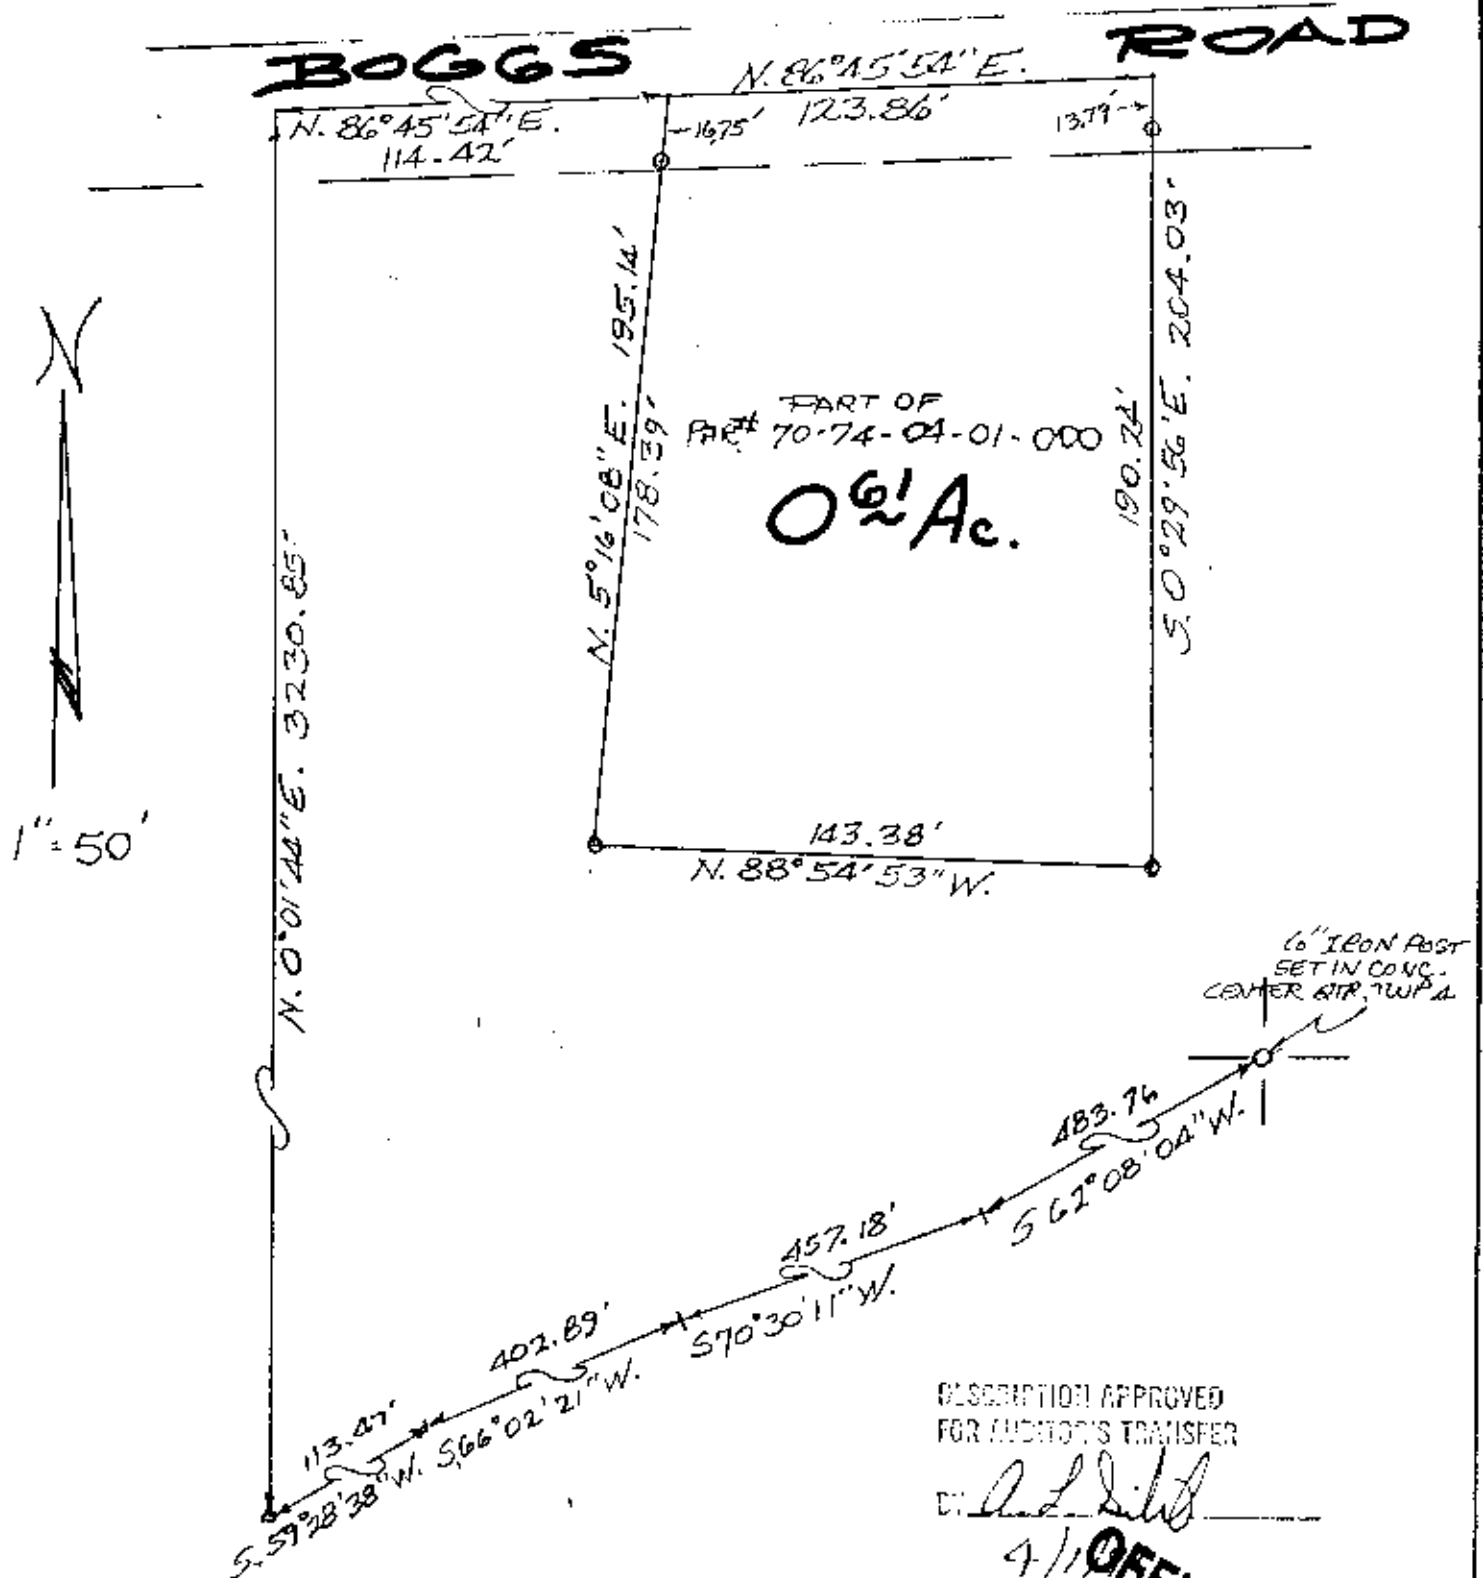 BOGGS ROAD
N. 86°45'54" E.
123.86'
N. 86°45'54" E.
114.42'
16.75'
13.79'
N
1"=50'
N. 0°01'44" E. 3230.85'
N. 5°16'08" E. 195.14'
178.39'
PART OF
PAR# 70-74-04-01-000
0 61 Ac.
190.24'
S. 0°29'56" E. 204.03'
143.38'
N. 88°54'53" W.
6" IRON POST
SET IN CONC.
CENTER QTR. TWP 4
483.76
S 62°08'04" W.
457.18'
S 70°30'11" W.
402.89'
S. 66°02'21" W.
113.47'
S. 59°28'38" W.
DESCRIPTION APPROVED
FOR AUDITOR'S TRANSFER
BY